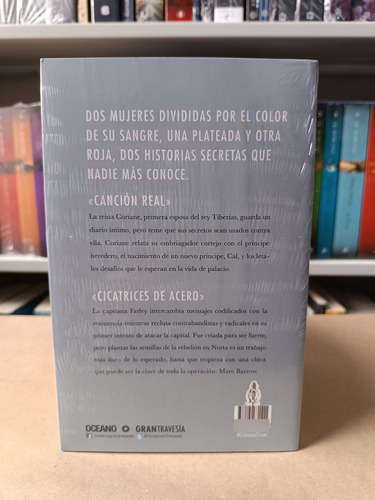 DOS MUJERES DIVIDIDAS POR EL COLOR
DE SU SANGRE, UNA PLATEADA Y OTRA
ROJA, DOS HISTORIAS SECRETAS QUE
NADIE MÁS CONOCE.
«CANCIÓN REAL»
La reina Coriane, primera esposa del rey Tiberias, guarda un
diario íntimo, pero teme que sus secretos sean usados contra
ella. Coriane relata su embriagador cortejo con el príncipe
heredero, el nacimiento de un nuevo príncipe, Cal, y los leta-
les desafíos que le esperan en la vida de palacio.
«CICATRICES DE ACERO»
La capitana Farley intercambia mensajes codificados con la
resistencia mientras recluta contrabandistas y radicales en su
primer intento de atacar la capital. Fue criada para ser fuerte,
pero plantar las semillas de la rebelión en Norta es un trabajo
más duro de lo esperado, hasta que tropieza con una chica
que puede ser la clave de toda la operación: Mare Barrow.
OCEANO GRANTRAVESÍA